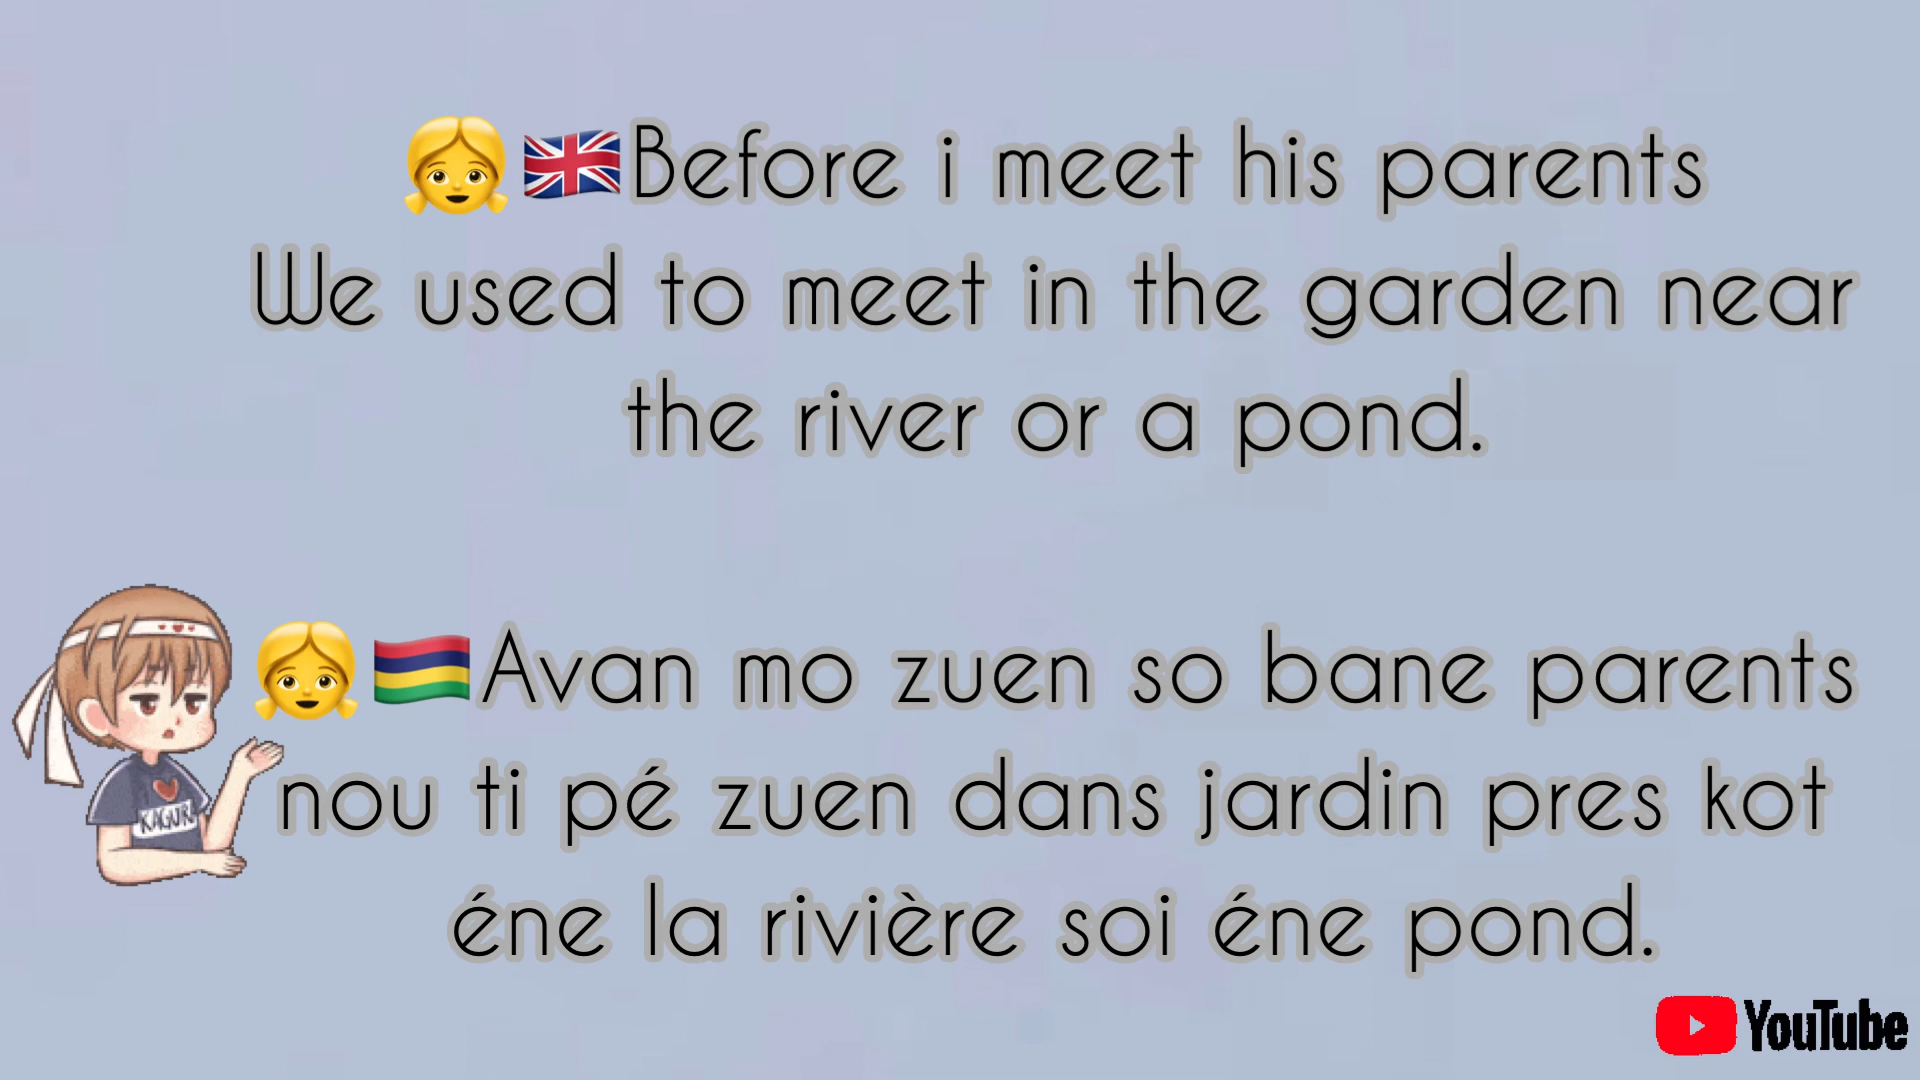 👧🇬🇧Before i meet his parents
We used to meet in the garden near
the river or a pond.
👧🇲🇺Avan mo zuen so bane parents
nou ti pé zuen dans jardin pres kot
éne la rivière soi éne pond.
KAGUR
YouTube